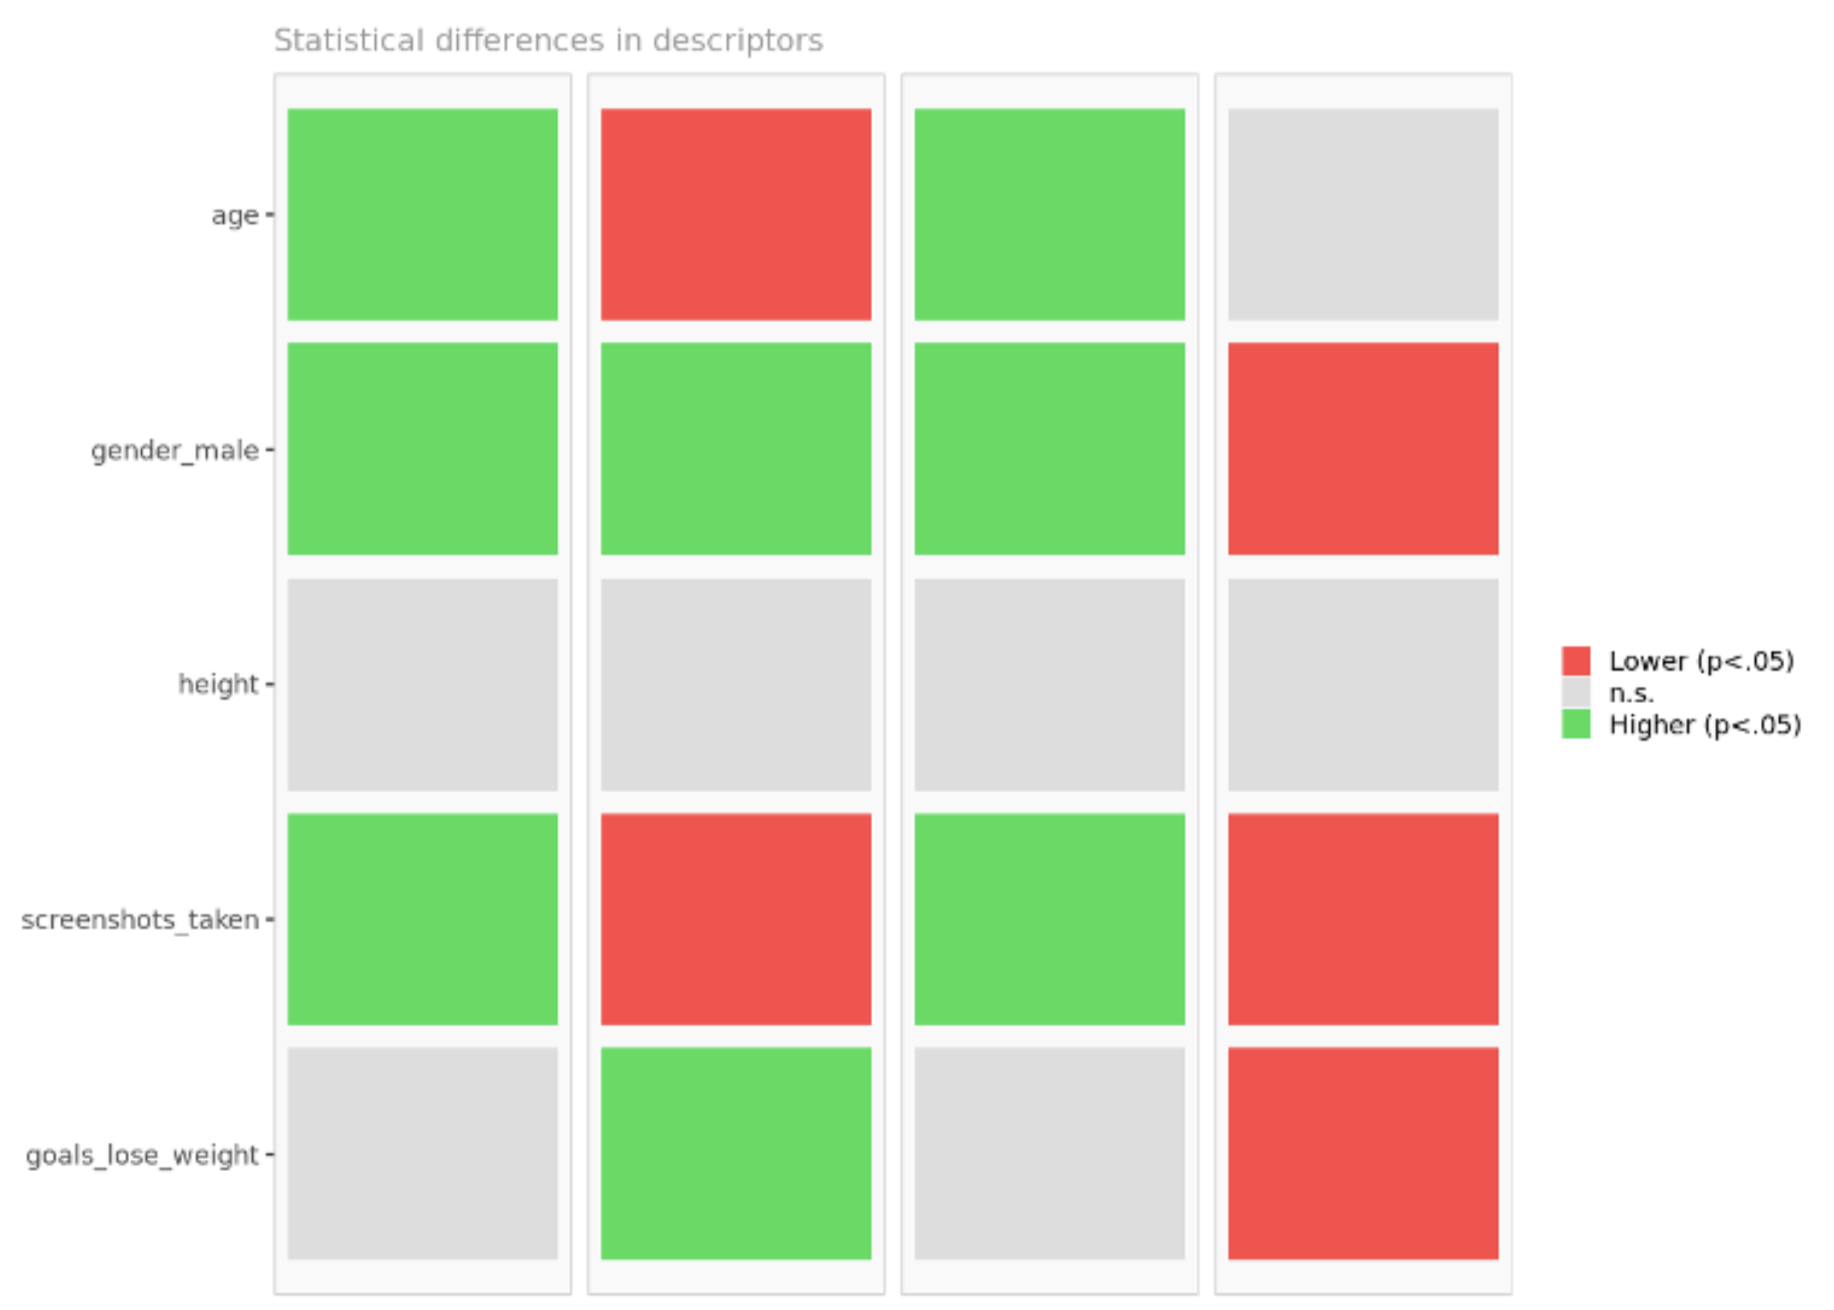 Statistical differences in descriptors
age
gender_male
height
screenshots_taken
goals_lose_weight
Lower (p<.05)
n.s.
Higher (p<.05)